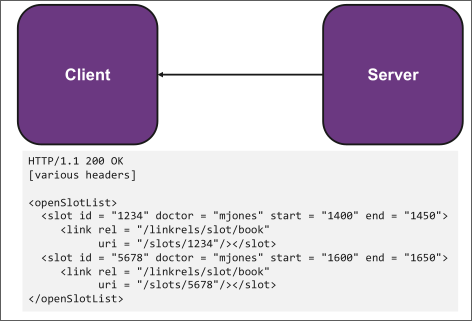 Client
Server
HTTP/1.1 200 OK
[various headers]
<openSlotList>
<slot id = "1234" doctor = "mjones" start = "1400" end = "1450">
<link rel = "/linkrels/slot/book"
uri = "/slots/1234"/></slot>
<slot id = "5678" doctor = "mjones" start = "1600" end = "1650">
<link rel = "/linkrels/slot/book"
uri = "/slots/5678"/></slot>
</openSlotList>